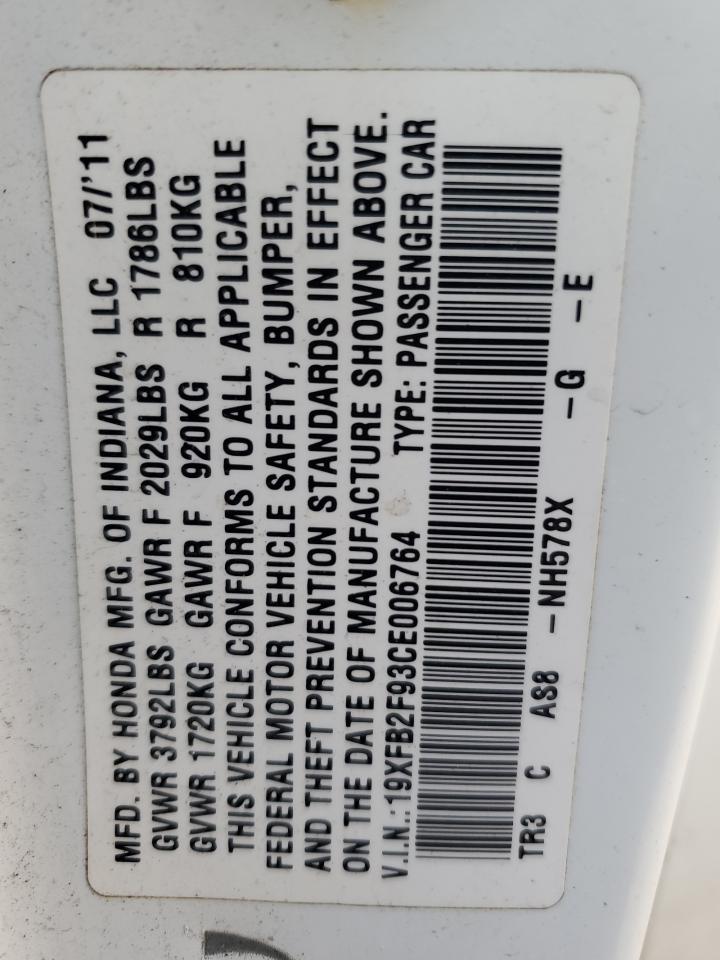 MFD. BY HONDA MFG. OF INDIANA, LLC 07/'11
GVWR 3792LBS GAWR F 2029LBS R 1786LBS
GVWR 1720KG GAWR F 920KG R 810KG
THIS VEHICLE CONFORMS TO ALL APPLICABLE
FEDERAL MOTOR VEHICLE SAFETY, BUMPER,
AND THEFT PREVENTION STANDARDS IN EFFECT
ON THE DATE OF MANUFACTURE SHOWN ABOVE.
V.I.N.:19XFB2F93CE006764 TYPE: PASSENGER CAR
TR3 C AS8 -NH578X -G -E